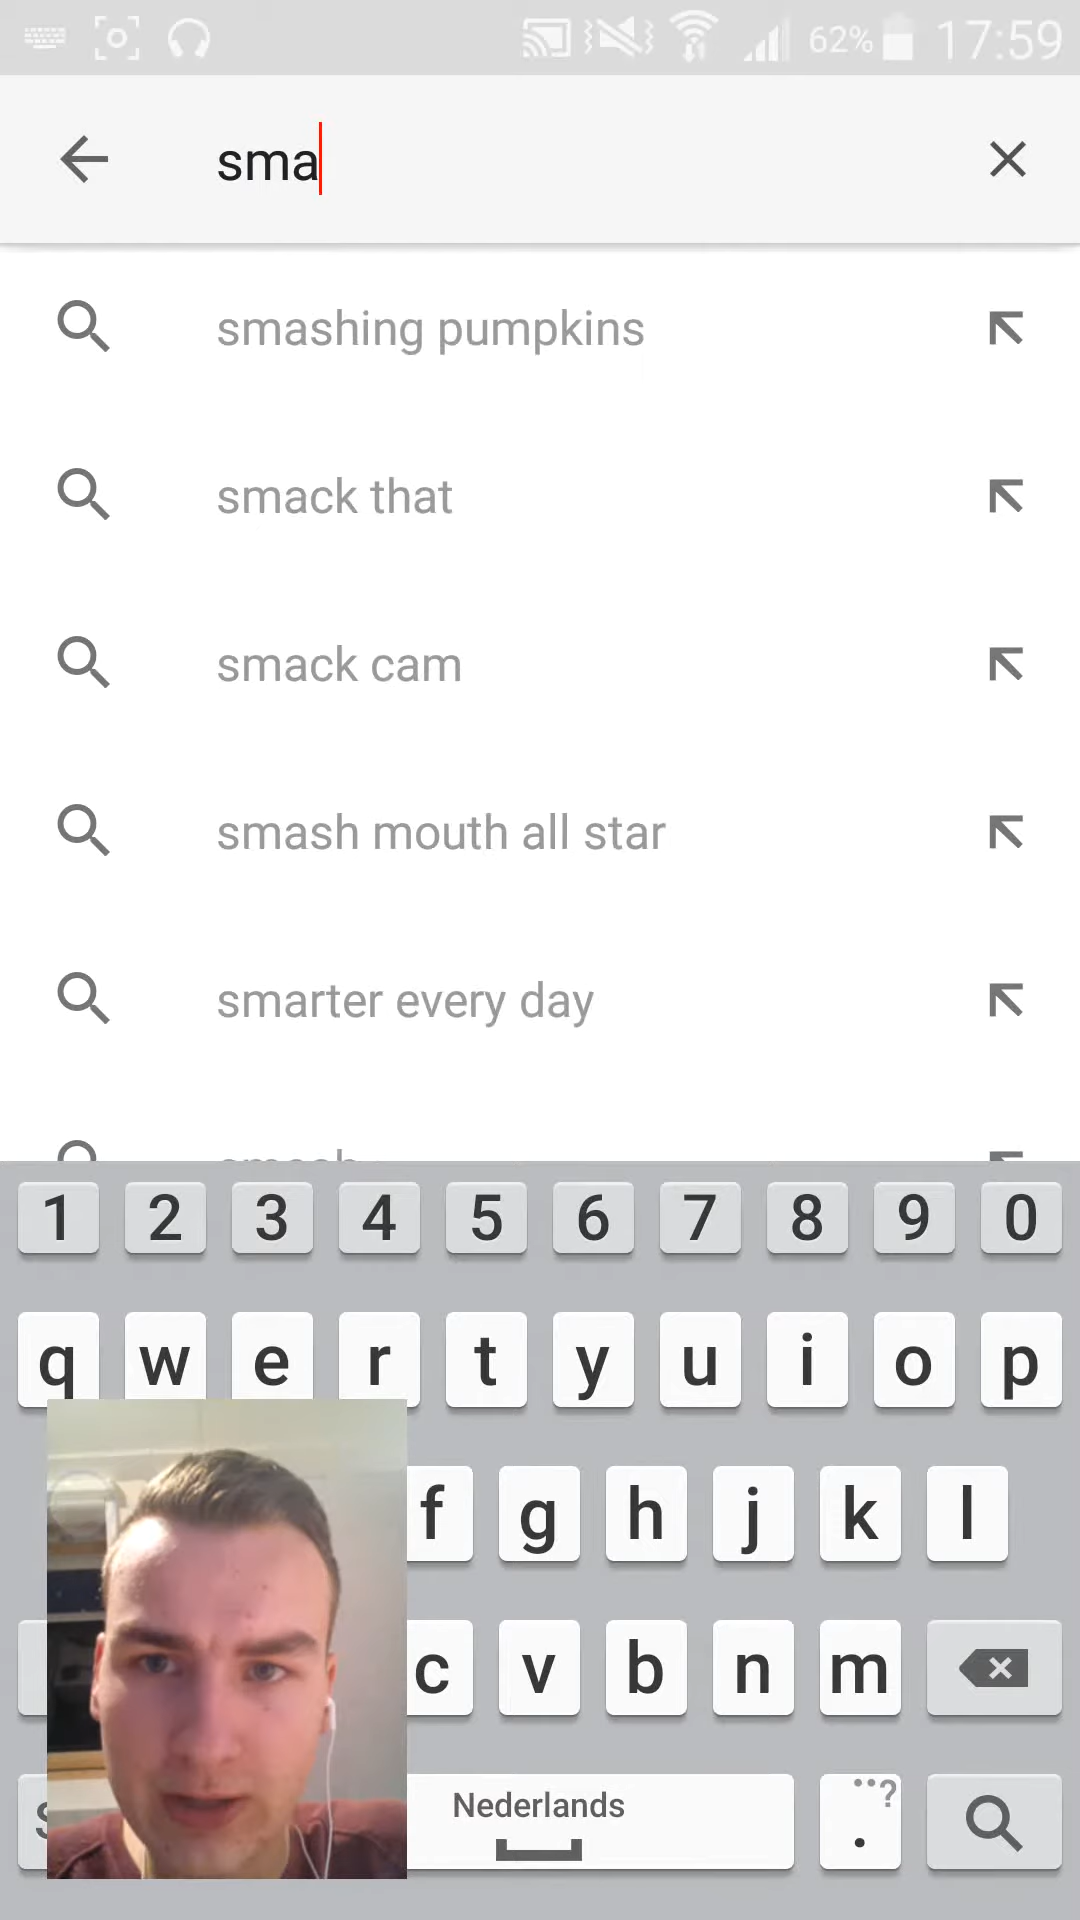 62% 17:59
sma
smashing pumpkins
smack that
smack cam
smash mouth all star
smarter every day
smash
1 2 3 4 5 6 7 8 9 0
q w e r t y u i o p
f g h j k l
c v b n m
Nederlands
?
.